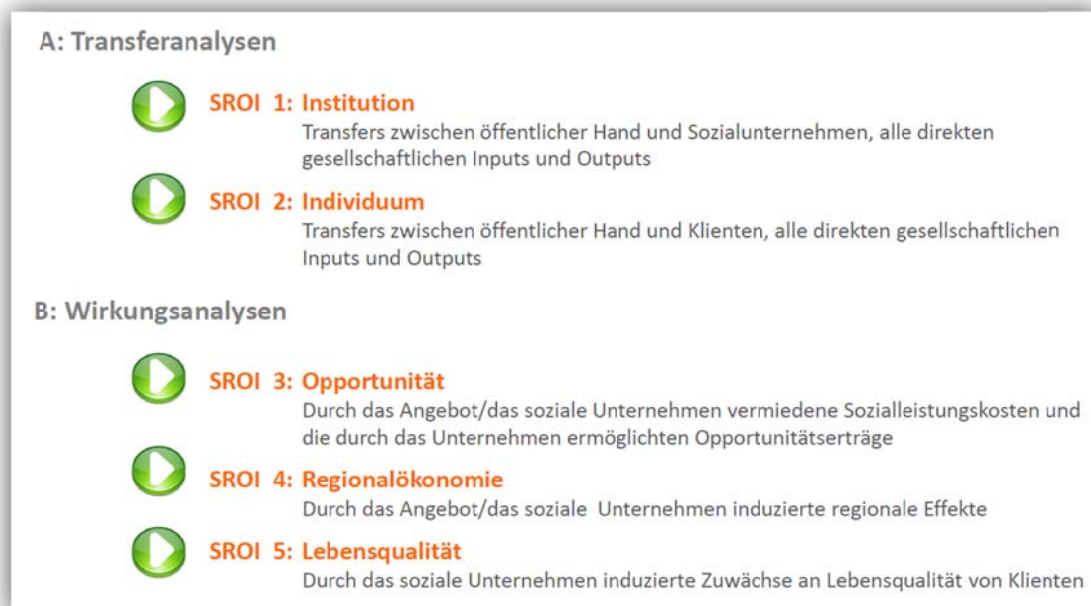 A: Transferanalysen
SROI 1: Institution
Transfers zwischen öffentlicher Hand und Sozialunternehmen, alle direkten
gesellschaftlichen Inputs und Outputs
SROI 2: Individuum
Transfers zwischen öffentlicher Hand und Klienten, alle direkten gesellschaftlichen
Inputs und Outputs
B: Wirkungsanalysen
SROI 3: Opportunität
Durch das Angebot/das soziale Unternehmen vermiedene Sozialleistungskosten und
die durch das Unternehmen ermöglichten Opportunitätserträge
SROI 4: Regionalökonomie
Durch das Angebot/das soziale Unternehmen induzierte regionale Effekte
SROI 5: Lebensqualität
Durch das soziale Unternehmen induzierte Zuwächse an Lebensqualität von Klienten